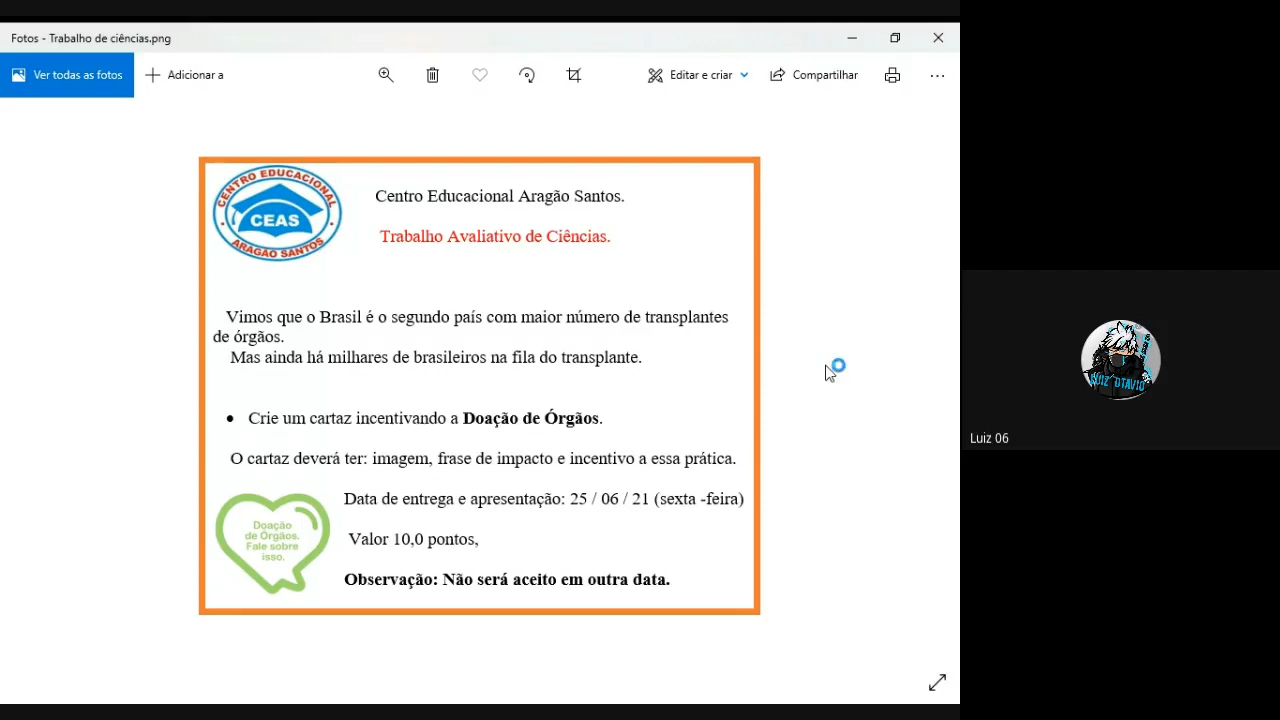 Fotos - Trabalho de ciências.png
Ver todas as fotos
Adicionar a
Editar e criar
Compartilhar
CENTRO EDUCACIONAL
CEAS
ARAGÃO SANTOS
Centro Educacional Aragão Santos.
Trabalho Avaliativo de Ciências.
Vimos que o Brasil é o segundo país com maior número de transplantes
de órgãos.
Mas ainda há milhares de brasileiros na fila do transplante.
• Crie um cartaz incentivando a Doação de Órgãos.
O cartaz deverá ter: imagem, frase de impacto e incentivo a essa prática.
Data de entrega e apresentação: 25 / 06 / 21 (sexta -feira)
Doação
de Órgãos.
Fale sobre
isso.
Valor 10,0 pontos,
Observação: Não será aceito em outra data.
LUIZ OTAVIO
Luiz 06